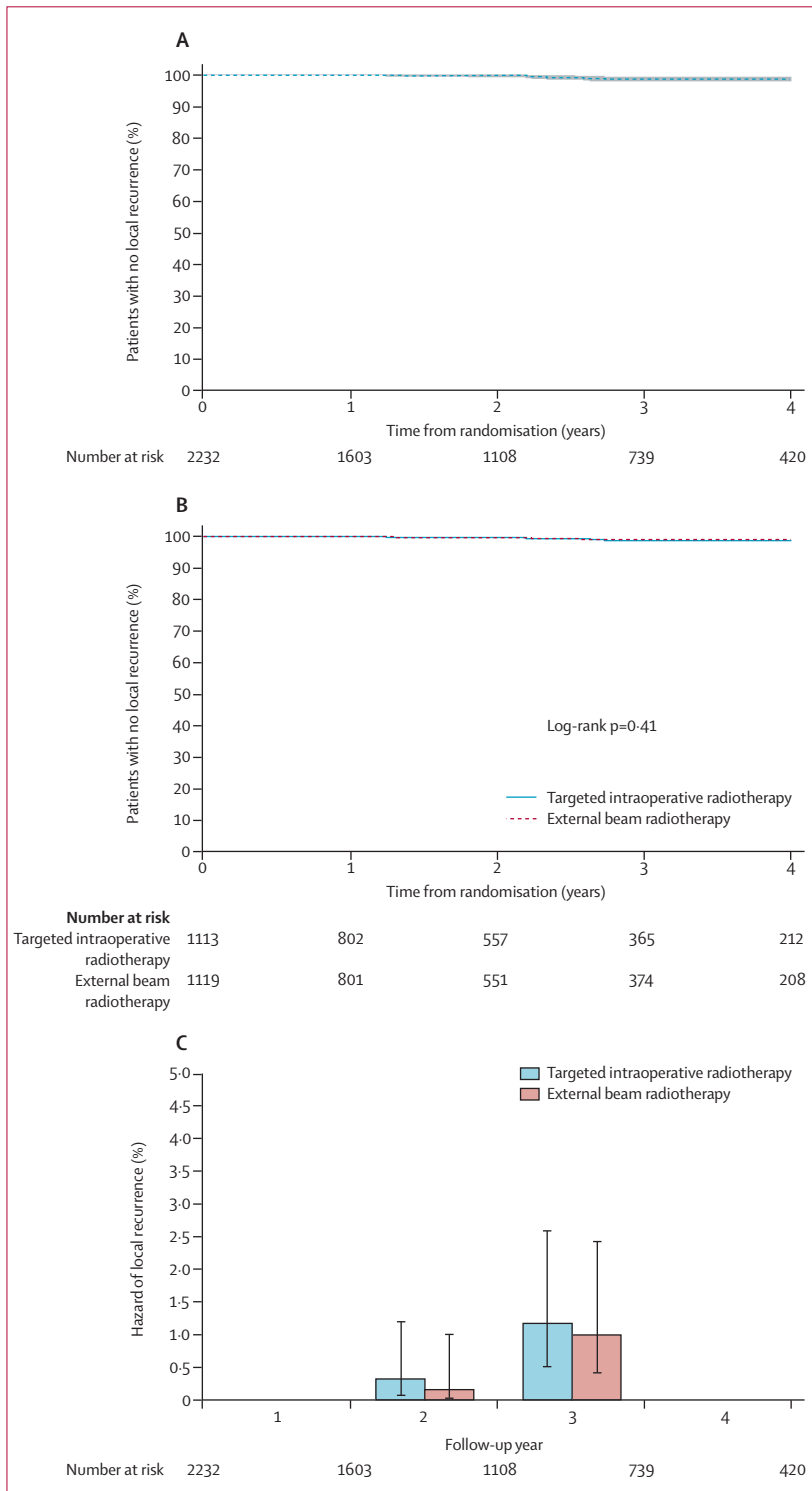 A
100
90
80
70
60
50
40
30
20
10
0
Patients with no local recurrence (%)
0 1 2 3 4
Time from randomisation (years)
Number at risk 2232 1603 1108 739 420
B
100
90
80
70
60
50
40
30
20
10
0
Patients with no local recurrence (%)
Log-rank p=0·41
Targeted intraoperative radiotherapy
External beam radiotherapy
0 1 2 3 4
Time from randomisation (years)
Number at risk
Targeted intraoperative radiotherapy 1113 802 557 365 212
External beam radiotherapy 1119 801 551 374 208
C
5·0
4·5
4·0
3·5
3·0
2·5
2·0
1·5
1·0
0·5
0
Hazard of local recurrence (%)
Targeted intraoperative radiotherapy
External beam radiotherapy
1 2 3 4
Follow-up year
Number at risk 2232 1603 1108 739 420